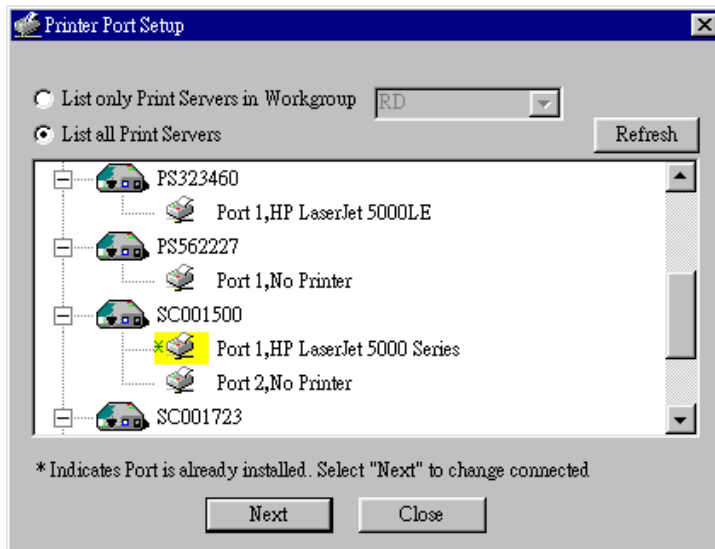 Printer Port Setup
List only Print Servers in Workgroup RD
List all Print Servers Refresh
PS323460
Port 1,HP LaserJet 5000LE
PS562227
Port 1,No Printer
SC001500
* Port 1,HP LaserJet 5000 Series
Port 2,No Printer
SC001723
* Indicates Port is already installed. Select "Next" to change connected
Next Close